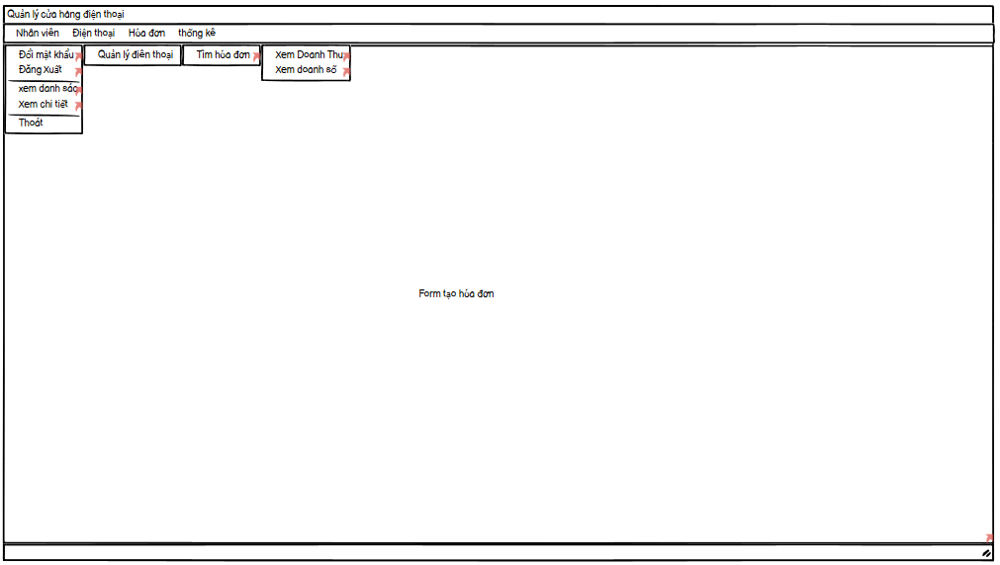 Quản lý cửa hàng điện thoại
Nhân viên Điện thoại Hóa đơn thống kê
Đổi mật khẩu
Đăng Xuất
xem danh sác
Xem chi tiết
Thoát
Quản lý điên thoại
Tìm hóa đơn
Xem Doanh Thu
Xem doanh số
Form tạo hóa đơn